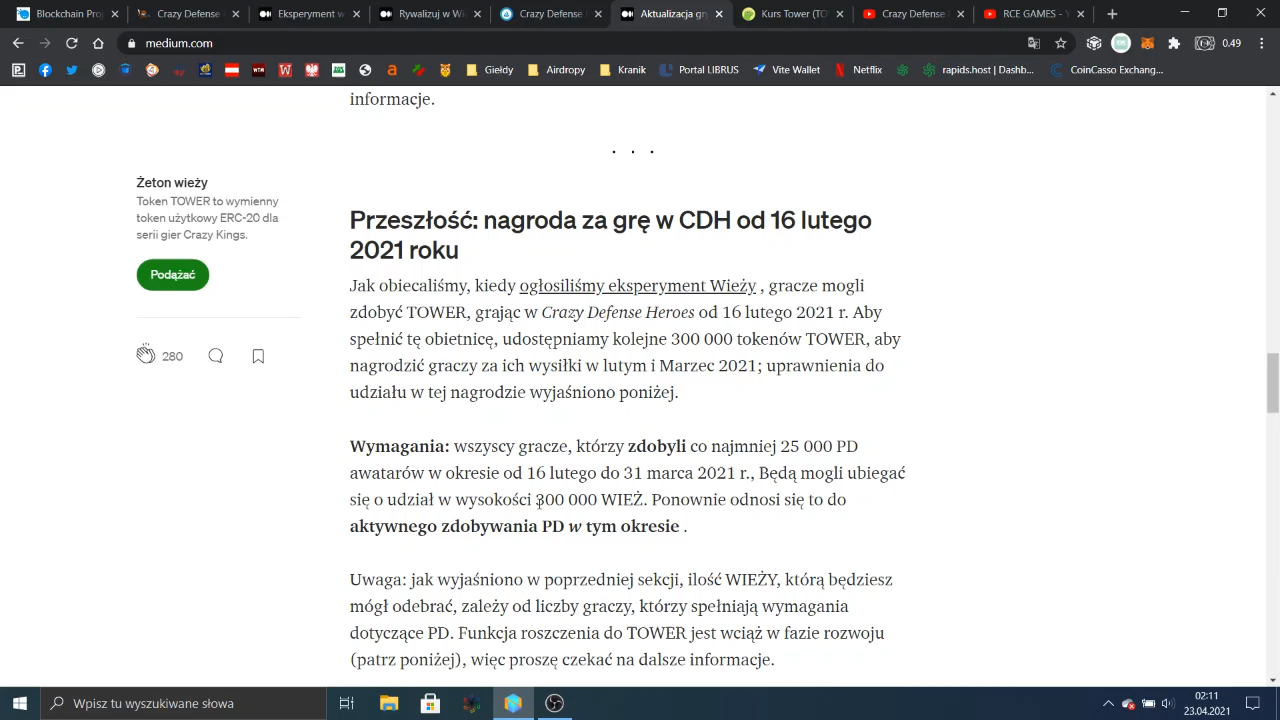 Blockchain Proj
Crazy Defense
Eksperyment w
Rywalizuj w Wi
Crazy Defense
Aktualizacja gr
Kurs Tower (TO
Crazy Defense
RCE GAMES - Y
medium.com
0.49
Giełdy
Airdropy
Kraśnik
Portal LIBRUS
Vite Wallet
Netflix
rapids.host | Dashb...
CoinCasso Exchang...
informacje.
. . .
Żeton wieży
Token TOWER to wymienny
token użytkowy ERC-20 dla
serii gier Crazy Kings.
Podążać
280
Przeszłość: nagroda za grę w CDH od 16 lutego
2021 roku
Jak obiecaliśmy, kiedy ogłosiliśmy eksperyment Wieży , gracze mogli
zdobyć TOWER, grając w Crazy Defense Heroes od 16 lutego 2021 r. Aby
spełnić tę obietnicę, udostępniamy kolejne 300 000 tokenów TOWER, aby
nagrodzić graczy za ich wysiłki w lutym i Marzec 2021; uprawnienia do
udziału w tej nagrodzie wyjaśniono poniżej.
Wymagania: wszyscy gracze, którzy zdobyli co najmniej 25 000 PD
awatarów w okresie od 16 lutego do 31 marca 2021 r., Będą mogli ubiegać
się o udział w wysokości 300 000 WIEŻ. Ponownie odnosi się to do
aktywnego zdobywania PD w tym okresie .
Uwaga: jak wyjaśniono w poprzedniej sekcji, ilość WIEŻY, którą będziesz
mógł odebrać, zależy od liczby graczy, którzy spełniają wymagania
dotyczące PD. Funkcja roszczenia do TOWER jest wciąż w fazie rozwoju
(patrz poniżej), więc proszę czekać na dalsze informacje.
Wpisz tu wyszukiwane słowa
02:11
23.04.2021